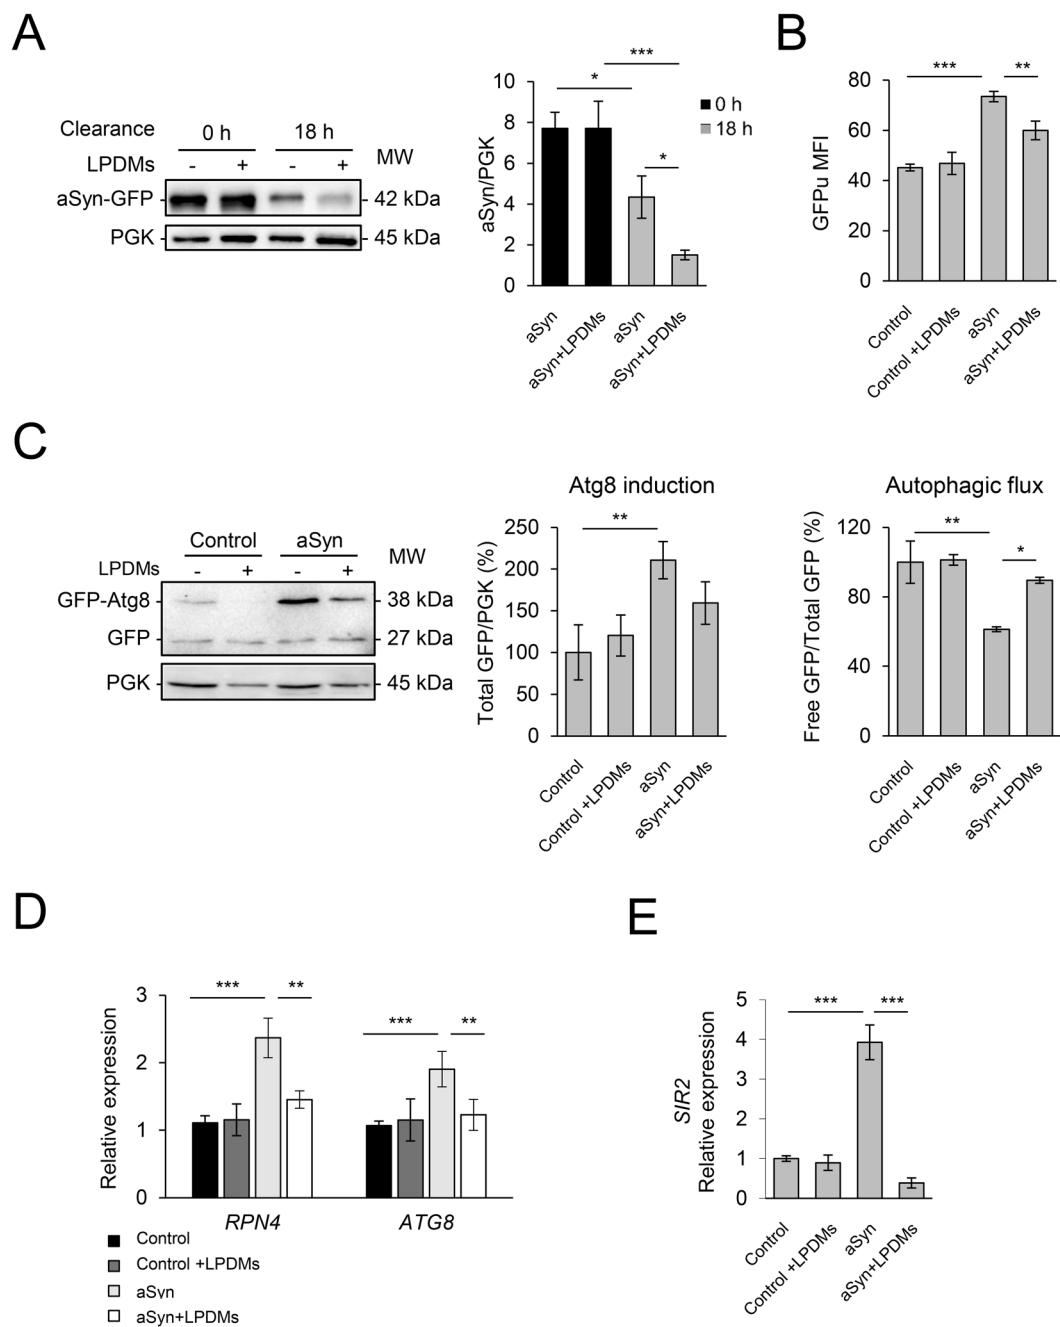 A
Clearance
0 h
18 h
LPDMs
- + - +
MW
aSyn-GFP
42 kDa
PGK
45 kDa
aSyn/PGK
10
8
6
4
2
0
*
***
*
0 h
18 h
aSyn
aSyn+LPDMs
aSyn
aSyn+LPDMs
B
GFPu MFI
80
60
40
20
0
***
**
Control
Control +LPDMs
aSyn
aSyn+LPDMs
C
Control
aSyn
LPDMs
- + - +
MW
GFP-Atg8
38 kDa
GFP
27 kDa
PGK
45 kDa
Atg8 induction
Total GFP/PGK (%)
250
200
150
100
50
0
**
Control
Control +LPDMs
aSyn
aSyn+LPDMs
Autophagic flux
Free GFP/Total GFP (%)
120
80
40
0
**
*
Control
Control +LPDMs
aSyn
aSyn+LPDMs
D
Relative expression
3
2
1
0
***
**
***
**
RPN4
ATG8
Control
Control +LPDMs
aSyn
aSyn+LPDMs
E
SIR2
Relative expression
5
4
3
2
1
0
***
***
Control
Control +LPDMs
aSyn
aSyn+LPDMs